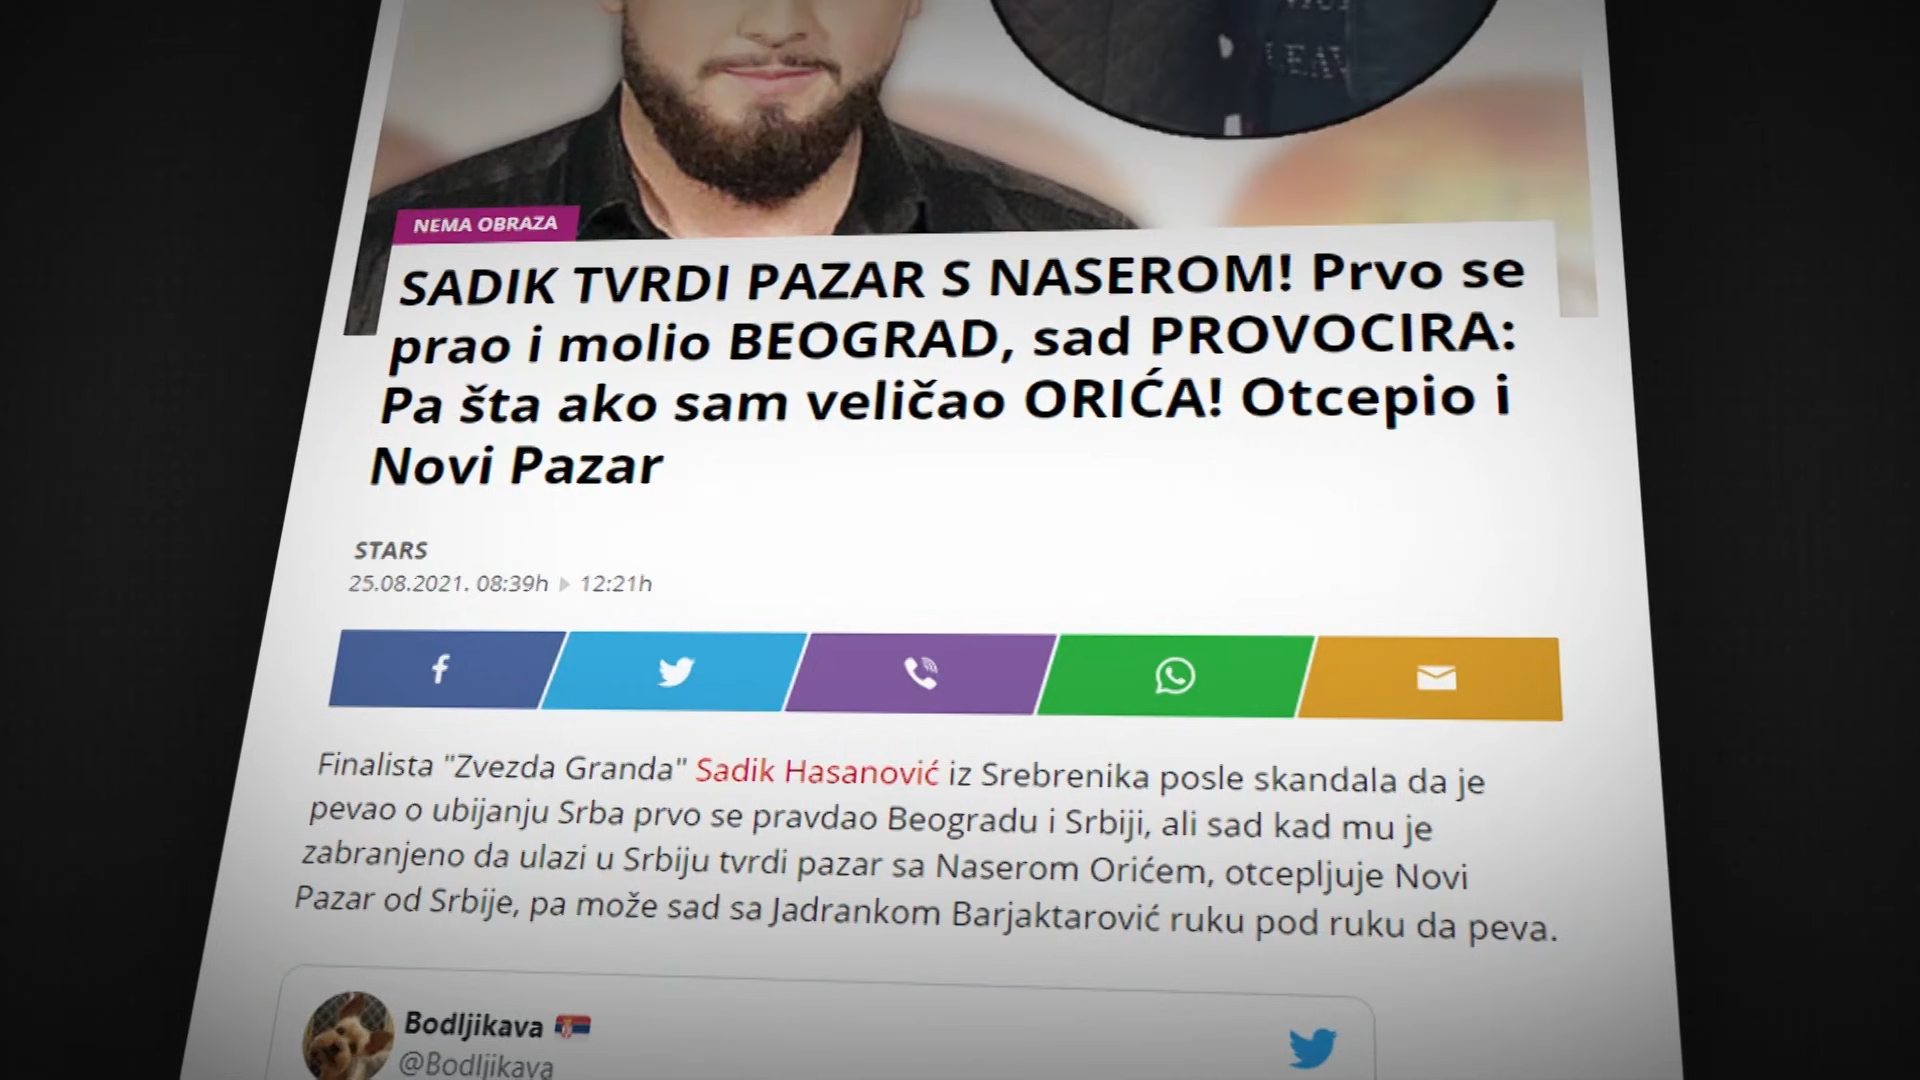 NEMA OBRAZA
SADIK TVRDI PAZAR S NASEROM! Prvo se
prao i molio BEOGRAD, sad PROVOCIRA:
Pa šta ako sam veličao ORIĆA! Otcepio i
Novi Pazar
STARS
25.08.2021. 08:39h 12:21h
Finalista "Zvezda Granda" Sadik Hasanović iz Srebrenika posle skandala da je
pevao o ubijanju Srba prvo se pravdao Beogradu i Srbiji, ali sad kad mu je
zabranjeno da ulazi u Srbiju tvrdi pazar sa Naserom Orićem, otcepljuje Novi
Pazar od Srbije, pa može sad sa Jadrankom Barjaktarović ruku pod ruku da peva.
Bodljikava
@Bodljikava